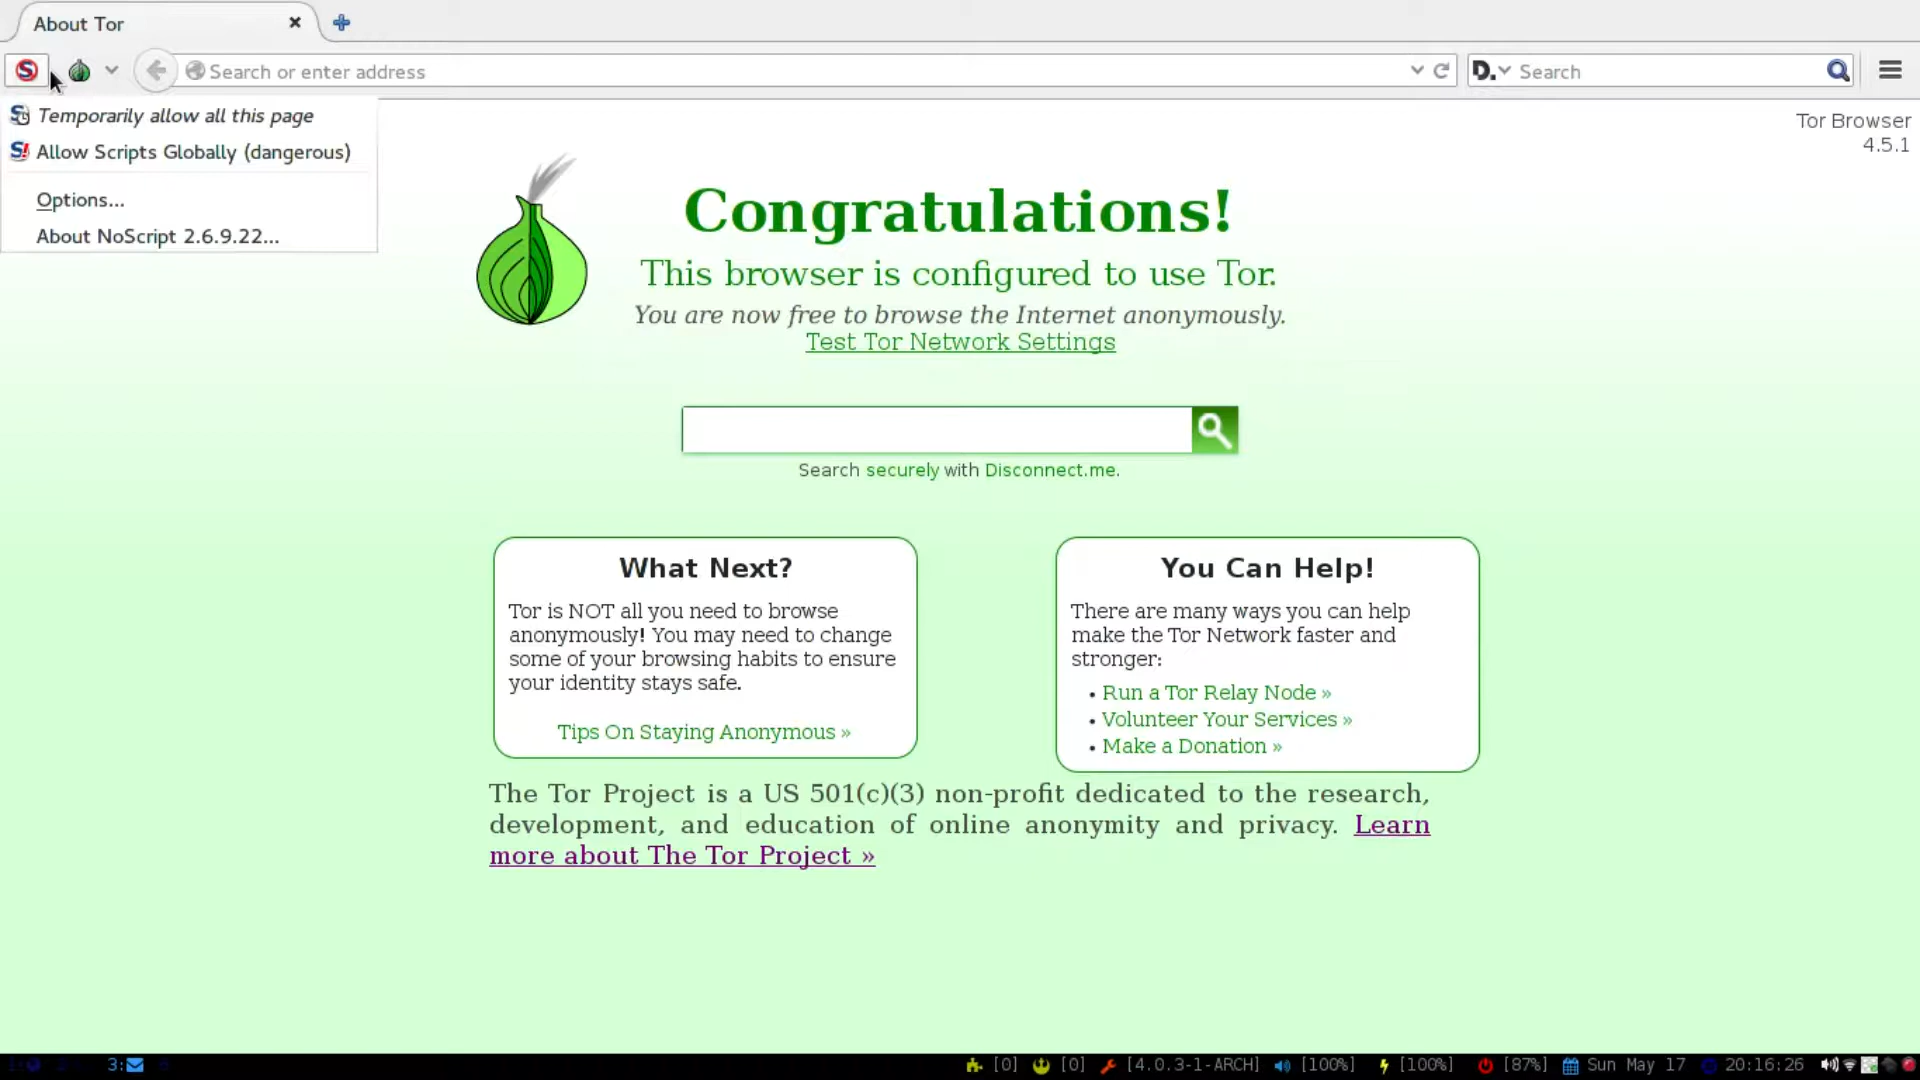 About Tor
Search or enter address
D.
Search
Temporarily allow all this page
Allow Scripts Globally (dangerous)
Options...
About NoScript 2.6.9.22...
Tor Browser
4.5.1
Congratulations!
This browser is configured to use Tor.
You are now free to browse the Internet anonymously.
Test Tor Network Settings
Search securely with Disconnect.me.
What Next?
Tor is NOT all you need to browse
anonymously! You may need to change
some of your browsing habits to ensure
your identity stays safe.
Tips On Staying Anonymous »
You Can Help!
There are many ways you can help
make the Tor Network faster and
stronger:
• Run a Tor Relay Node »
• Volunteer Your Services »
• Make a Donation »
The Tor Project is a US 501(c)(3) non-profit dedicated to the research,
development, and education of online anonymity and privacy. Learn
more about The Tor Project »
3: [0] [0] [4.0.3-1-ARCH] [100%] [100%] [87%] Sun May 17 20:16:26